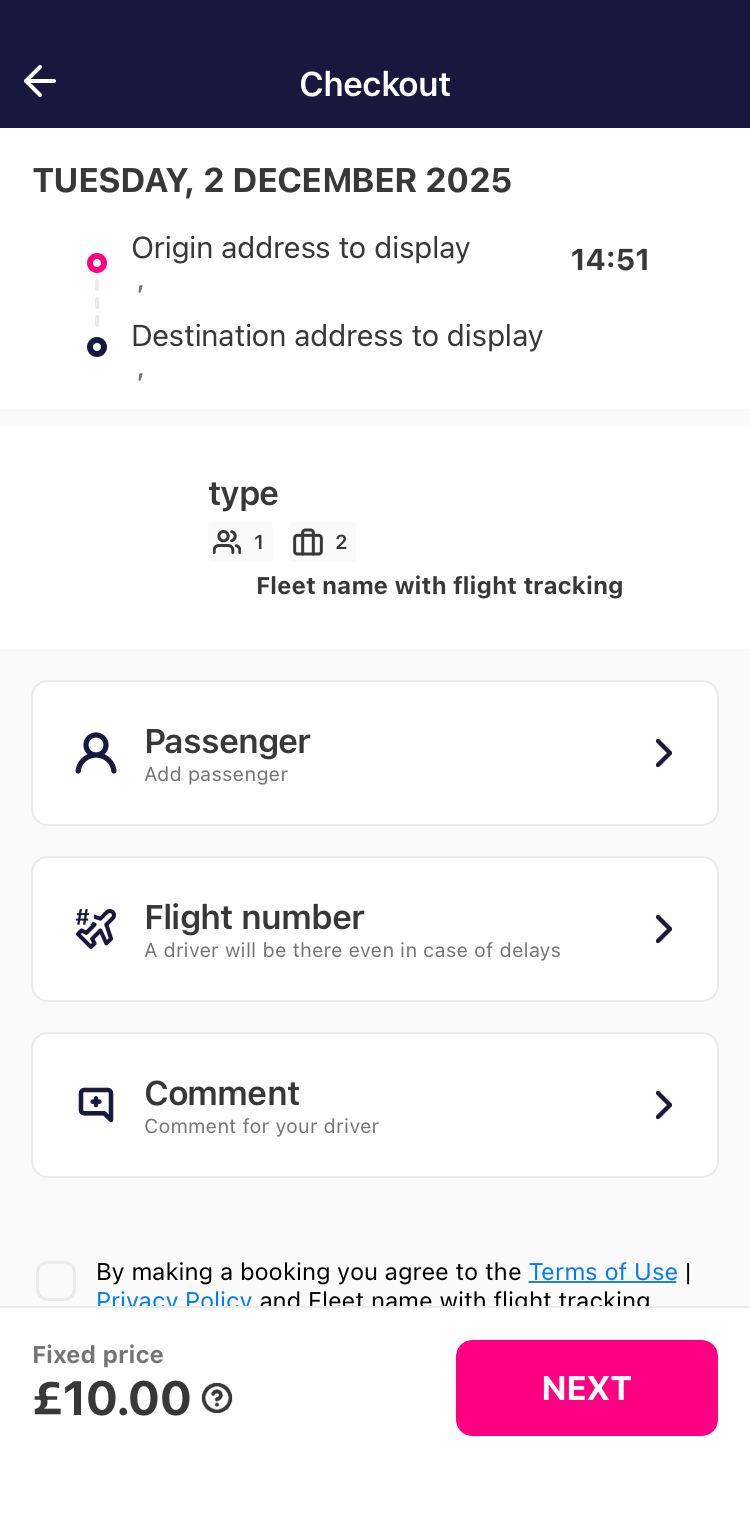 Checkout
TUESDAY, 2 DECEMBER 2025
Origin address to display
14:51
,
Destination address to display
,
type
1
2
Fleet name with flight tracking
Passenger
Add passenger
# Flight number
A driver will be there even in case of delays
Comment
Comment for your driver
By making a booking you agree to the Terms of Use |
Privacy Policy and Fleet name with flight tracking
Fixed price
£10.00 ?
NEXT